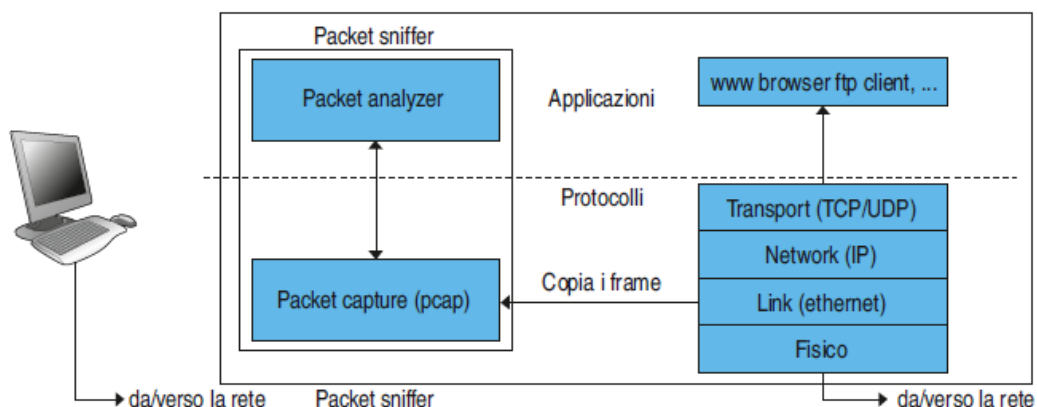 Packet sniffer
Packet analyzer
Applicazioni
www browser ftp client, ...
Protocolli
Transport (TCP/UDP)
Network (IP)
Copia i frame
Packet capture (pcap)
Link (ethernet)
Fisico
da/verso la rete
Packet sniffer
da/verso la rete